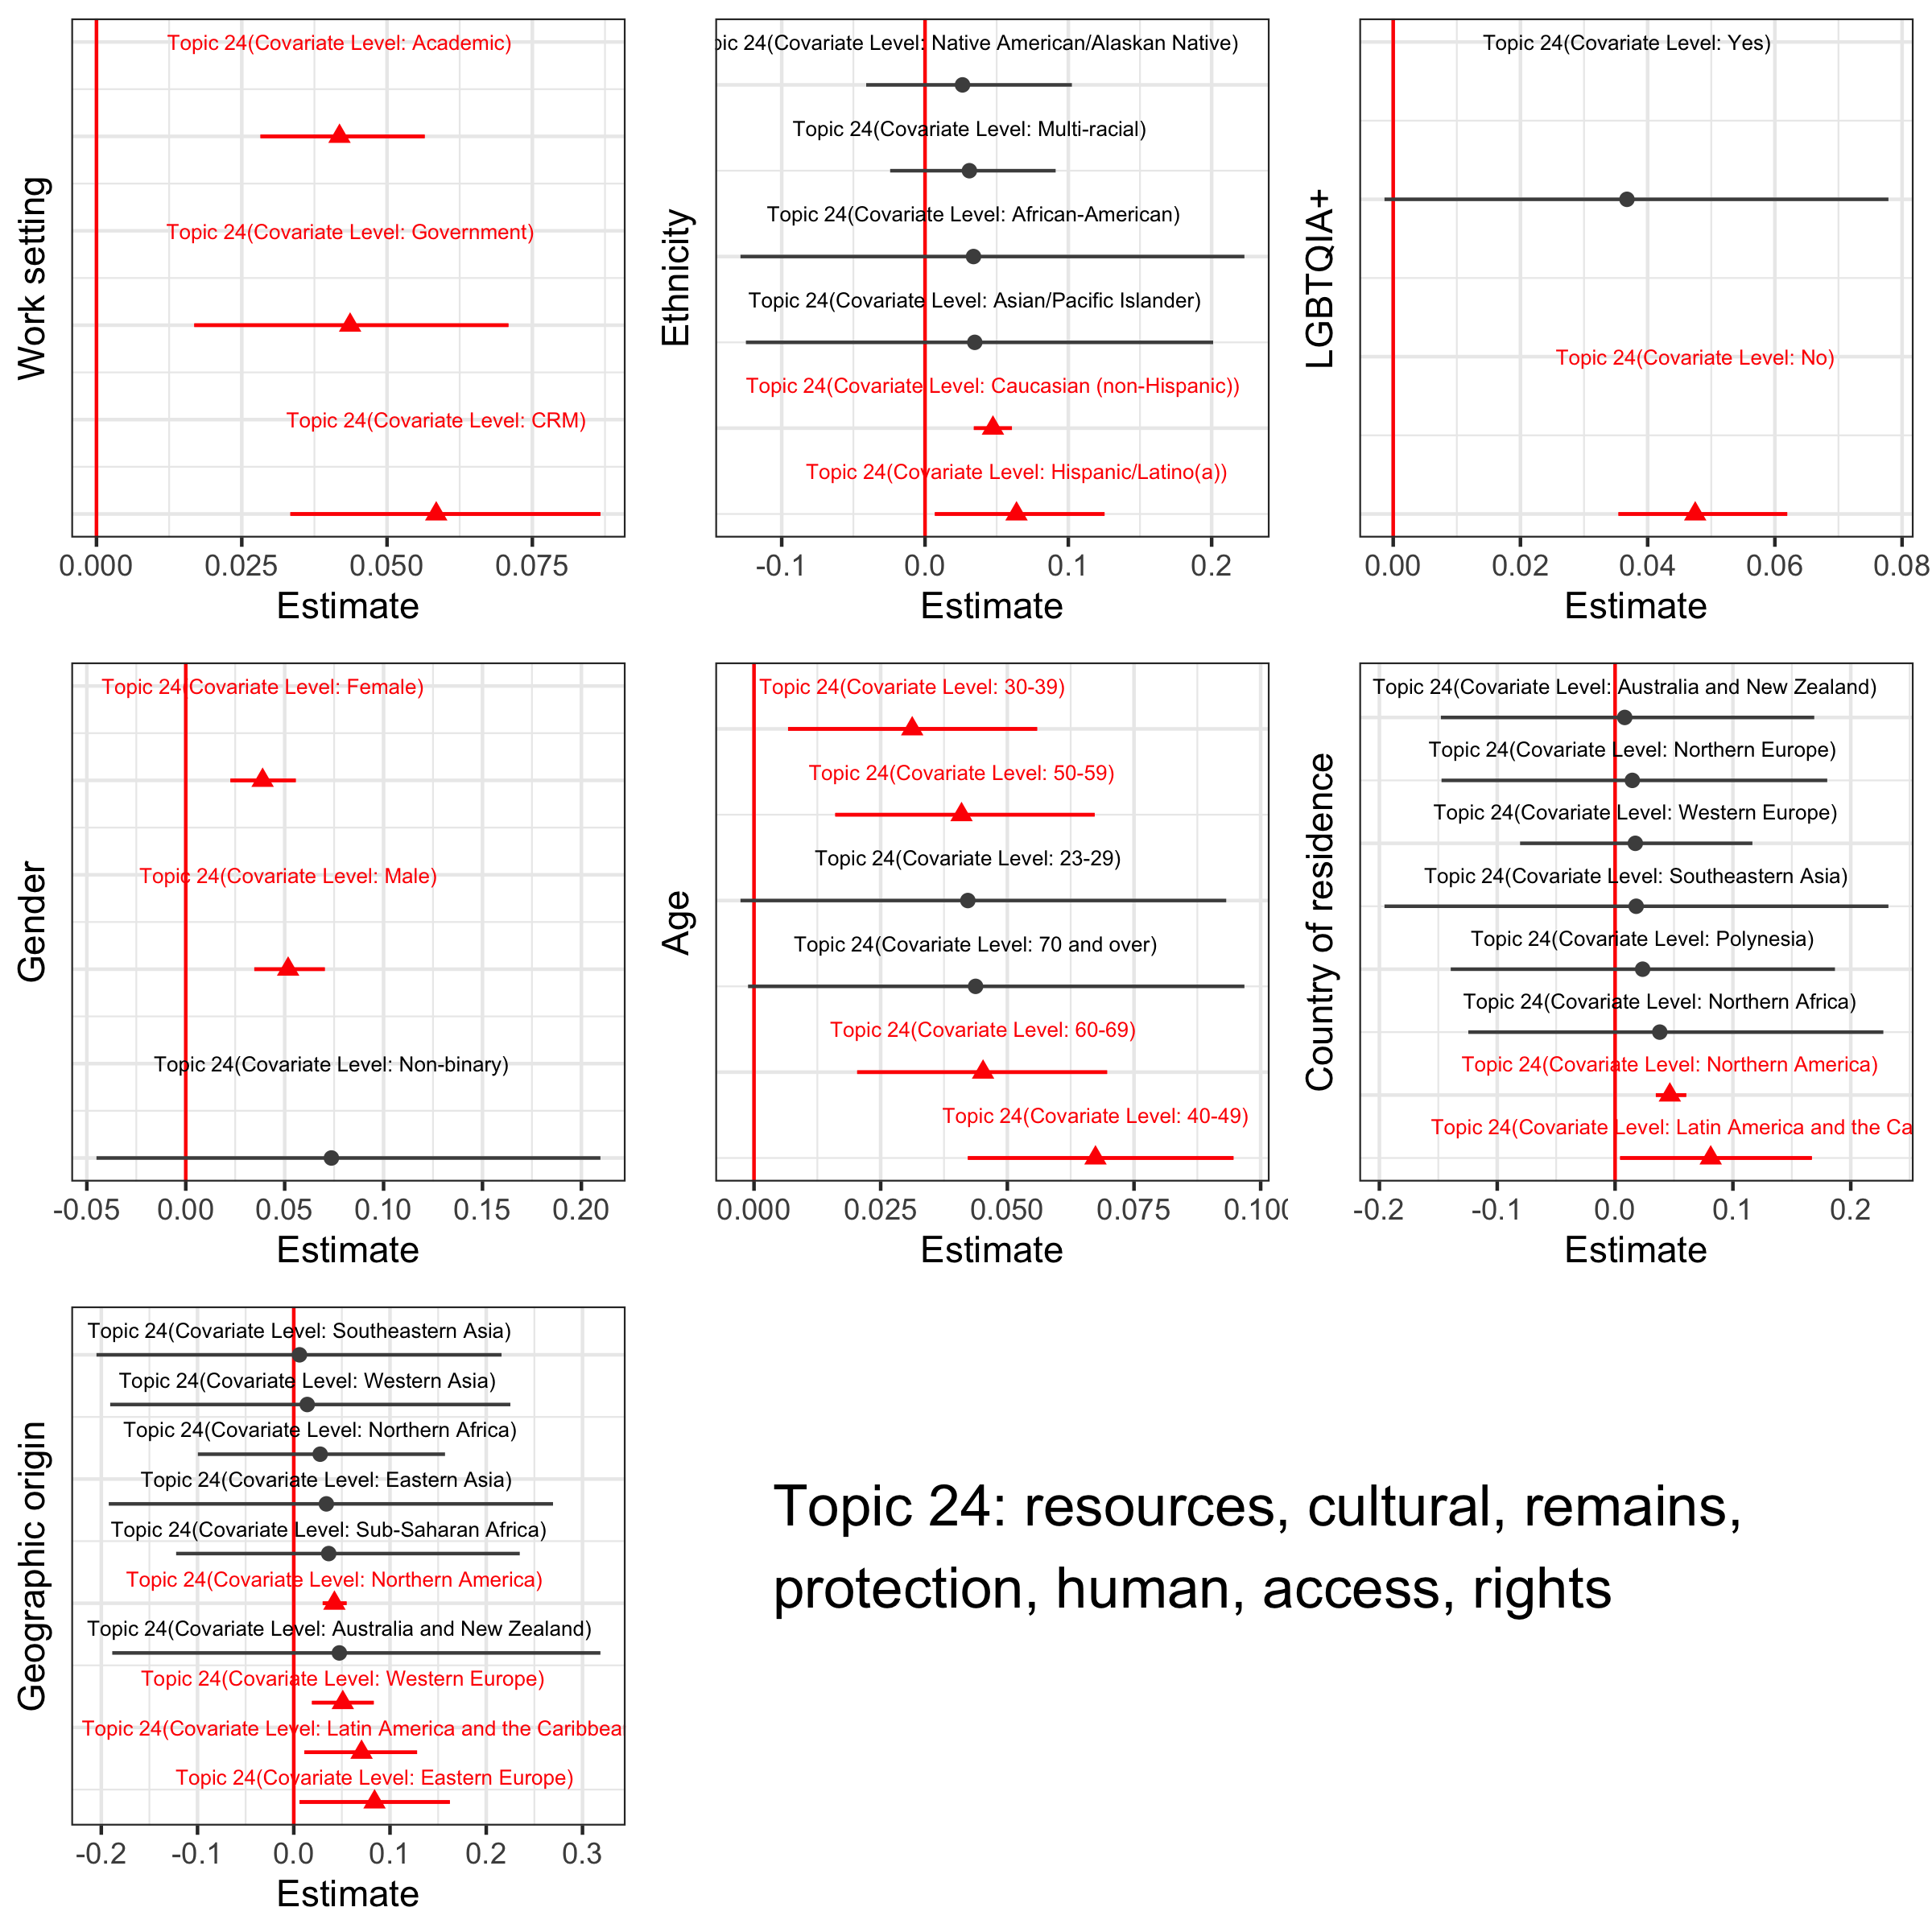 Work setting
Topic 24(Covariate Level: Academic)
Topic 24(Covariate Level: Government)
Topic 24(Covariate Level: CRM)
0.000 0.025 0.050 0.075
Estimate
Ethnicity
24(Covariate Level: Native American/Alaskan Native)
Topic 24(Covariate Level: Multi-racial)
Topic 24(Covariate Level: African-American)
Topic 24(Covariate Level: Asian/Pacific Islander)
Topic 24(Covariate Level: Caucasian (non-Hispanic))
Topic 24(Covariate Level: Hispanic/Latino(a))
-0.1 0.0 0.1 0.2
Estimate
LGBTQIA+
Topic 24(Covariate Level: Yes)
Topic 24(Covariate Level: No)
0.00 0.02 0.04 0.06 0.08
Estimate
Gender
Topic 24(Covariate Level: Female)
Topic 24(Covariate Level: Male)
Topic 24(Covariate Level: Non-binary)
-0.05 0.00 0.05 0.10 0.15 0.20
Estimate
Age
Topic 24(Covariate Level: 30-39)
Topic 24(Covariate Level: 50-59)
Topic 24(Covariate Level: 23-29)
Topic 24(Covariate Level: 70 and over)
Topic 24(Covariate Level: 60-69)
Topic 24(Covariate Level: 40-49)
0.000 0.025 0.050 0.075 0.100
Estimate
Country of residence
Topic 24(Covariate Level: Australia and New Zealand)
Topic 24(Covariate Level: Northern Europe)
Topic 24(Covariate Level: Western Europe)
Topic 24(Covariate Level: Southeastern Asia)
Topic 24(Covariate Level: Polynesia)
Topic 24(Covariate Level: Northern Africa)
Topic 24(Covariate Level: Northern America)
Topic 24(Covariate Level: Latin America and the Ca
-0.2 -0.1 0.0 0.1 0.2
Estimate
Geographic origin
Topic 24(Covariate Level: Southeastern Asia)
Topic 24(Covariate Level: Western Asia)
Topic 24(Covariate Level: Northern Africa)
Topic 24(Covariate Level: Eastern Asia)
Topic 24(Covariate Level: Sub-Saharan Africa)
Topic 24(Covariate Level: Northern America)
Topic 24(Covariate Level: Australia and New Zealand)
Topic 24(Covariate Level: Western Europe)
Topic 24(Covariate Level: Latin America and the Caribbea
Topic 24(Covariate Level: Eastern Europe)
-0.2 -0.1 0.0 0.1 0.2 0.3
Estimate
Topic 24: resources, cultural, remains,
protection, human, access, rights